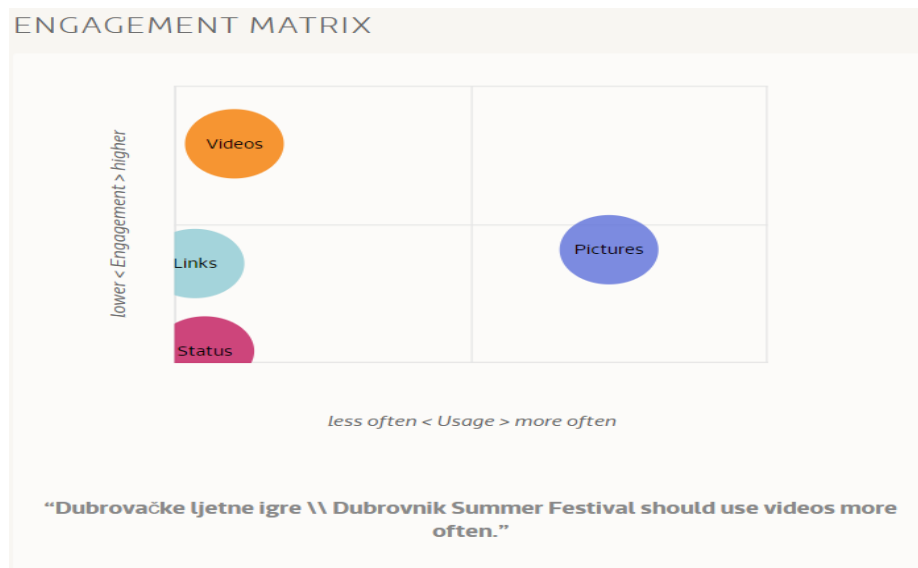 ENGAGEMENT MATRIX
lower < Engagement > higher
Videos
Links
Pictures
Status
less often < Usage > more often
“Dubrovačke ljetne igre \\ Dubrovnik Summer Festival should use videos more
often.”